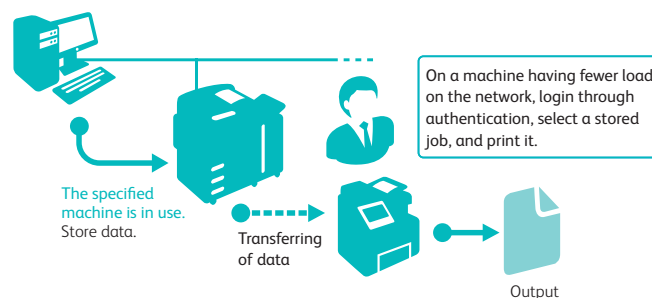 On a machine having fewer load
on the network, login through
authentication, select a stored
job, and print it.
The specified
machine is in use.
Store data.
Transferring
of data
Output